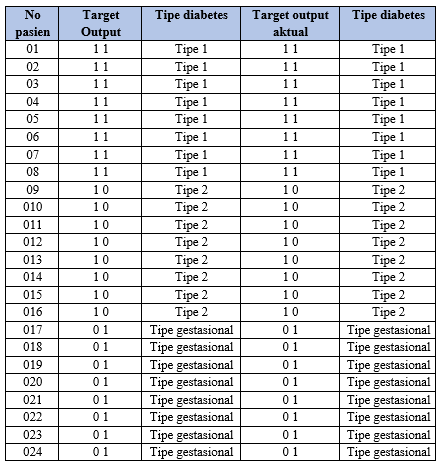 No pasien Target Output Tipe diabetes Target output aktual Tipe diabetes
01 1 1 Tipe 1 1 1 Tipe 1
02 1 1 Tipe 1 1 1 Tipe 1
03 1 1 Tipe 1 1 1 Tipe 1
04 1 1 Tipe 1 1 1 Tipe 1
05 1 1 Tipe 1 1 1 Tipe 1
06 1 1 Tipe 1 1 1 Tipe 1
07 1 1 Tipe 1 1 1 Tipe 1
08 1 1 Tipe 1 1 1 Tipe 1
09 1 0 Tipe 2 1 0 Tipe 2
010 1 0 Tipe 2 1 0 Tipe 2
011 1 0 Tipe 2 1 0 Tipe 2
012 1 0 Tipe 2 1 0 Tipe 2
013 1 0 Tipe 2 1 0 Tipe 2
014 1 0 Tipe 2 1 0 Tipe 2
015 1 0 Tipe 2 1 0 Tipe 2
016 1 0 Tipe 2 1 0 Tipe 2
017 0 1 Tipe gestasional 0 1 Tipe gestasional
018 0 1 Tipe gestasional 0 1 Tipe gestasional
019 0 1 Tipe gestasional 0 1 Tipe gestasional
020 0 1 Tipe gestasional 0 1 Tipe gestasional
021 0 1 Tipe gestasional 0 1 Tipe gestasional
022 0 1 Tipe gestasional 0 1 Tipe gestasional
023 0 1 Tipe gestasional 0 1 Tipe gestasional
024 0 1 Tipe gestasional 0 1 Tipe gestasional